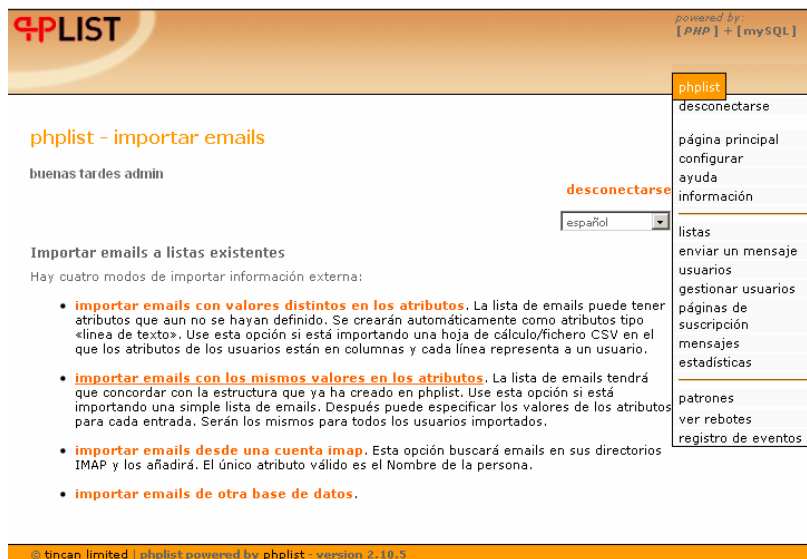 PHPLIST
powered by:
[PHP] + [mySQL]
phplist
desconectarse
página principal
configurar
ayuda
información
listas
enviar un mensaje
usuarios
gestionar usuarios
páginas de
suscripción
mensajes
estadísticas
patrones
ver rebotes
registro de eventos
phplist - importar emails
buenas tardes admin
desconectarse
español
Importar emails a listas existentes
Hay cuatro modos de importar información externa:
• importar emails con valores distintos en los atributos. La lista de emails puede tener
atributos que aun no se hayan definido. Se crearán automáticamente como atributos tipo
«linea de texto». Use esta opción si está importando una hoja de cálculo/fichero CSV en el
que los atributos de los usuarios están en columnas y cada línea representa a un usuario.
• importar emails con los mismos valores en los atributos. La lista de emails tendrá
que concordar con la estructura que ya ha creado en phplist. Use esta opción si está
importando una simple lista de emails. Después puede especificar los valores de los atributos
para cada entrada. Serán los mismos para todos los usuarios importados.
• importar emails desde una cuenta imap. Esta opción buscará emails en sus directorios
IMAP y los añadirá. El único atributo válido es el Nombre de la persona.
• importar emails de otra base de datos.
© tincan limited | phplist powered by phplist - version 2.10.5